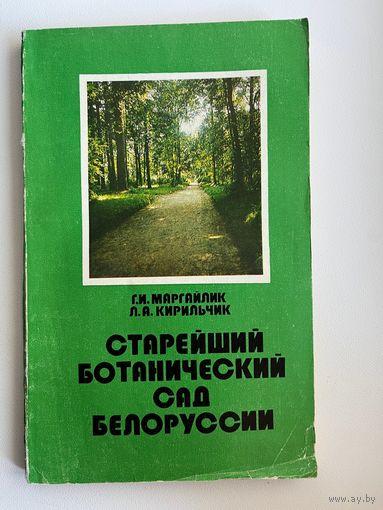 Г.И. МАРГАЙЛИК
Л.А. КИРИЛЬЧИК
СТАРЕЙШИЙ
БОТАНИЧЕСКИЙ
САД
БЕЛОРУССИИ
www.ay.by